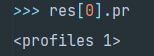 >>> res[0].pr
<profiles 1>